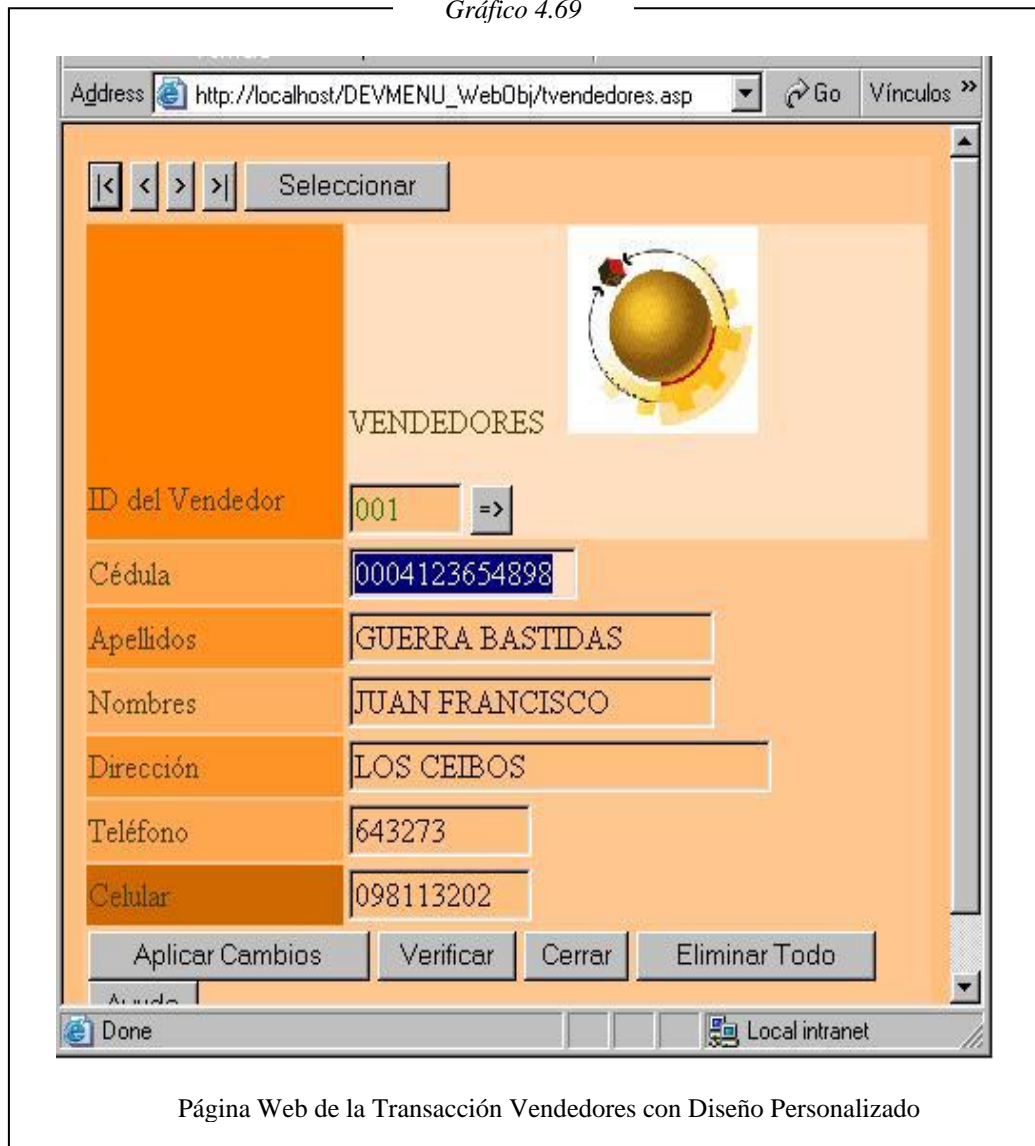 Gráfico 4.69
Address http://localhost/DEVMENU_WebObj/tvendedores.asp Go Vínculos »
|< < > >| Seleccionar
VENDEDORES
ID del Vendedor 001 =>
Cédula 0004123654898
Apellidos GUERRA BASTIDAS
Nombres JUAN FRANCISCO
Dirección LOS CEIBOS
Teléfono 643273
Celular 098113202
Aplicar Cambios Verificar Cerrar Eliminar Todo
Done Local intranet
Página Web de la Transacción Vendedores con Diseño Personalizado